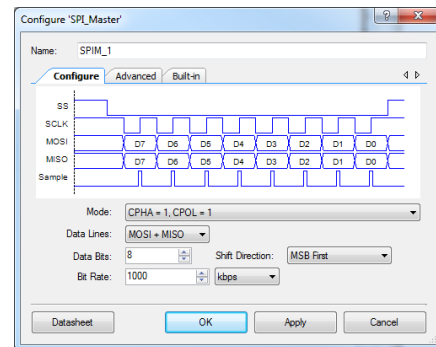 Configure 'SPI_Master'
Name: SPIM_1
Configure Advanced Built-in
SS
SCLK
MOSI D7 D6 D5 D4 D3 D2 D1 D0
MISO D7 D6 D5 D4 D3 D2 D1 D0
Sample
Mode: CPHA = 1, CPOL = 1
Data Lines: MOSI + MISO
Data Bits: 8 Shift Direction: MSB First
Bit Rate: 1000 kbps
Datasheet OK Apply Cancel